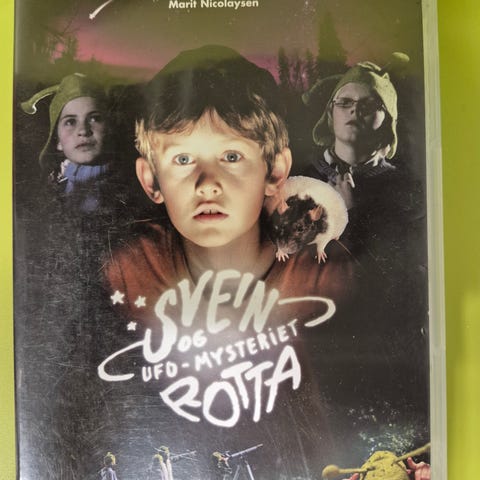 Marit Nicolaysen
SVEIN
OG
UFO-MYSTERIET
ROTTA